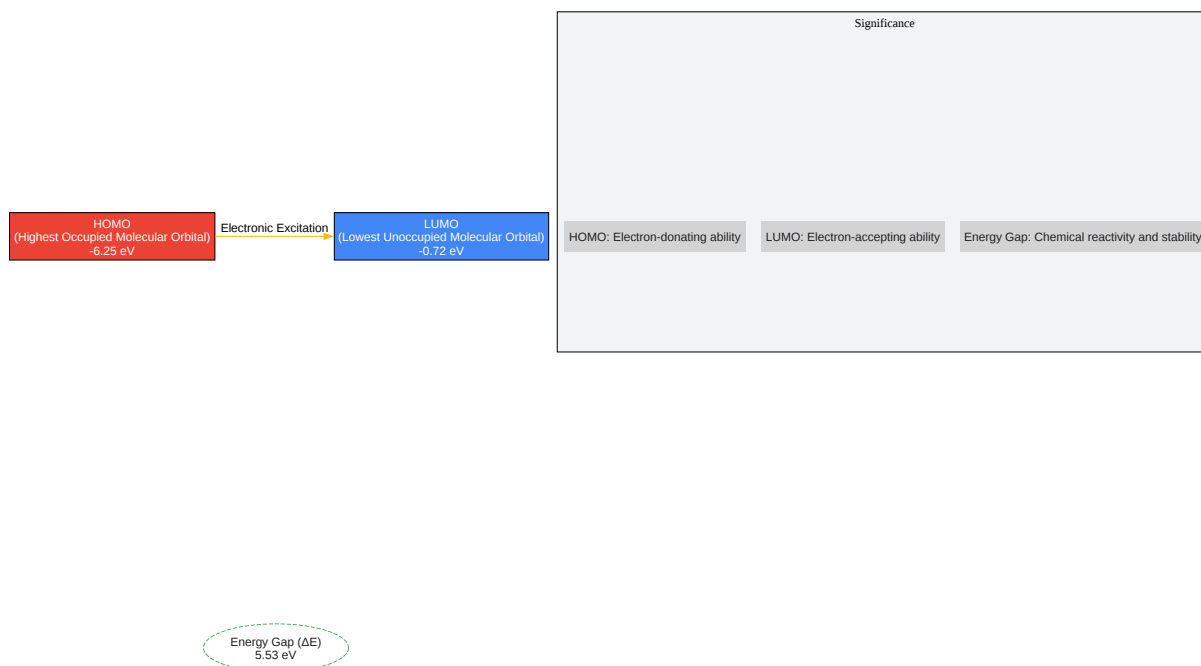 Significance
HOMO
(Highest Occupied Molecular Orbital)
-6.25 eV
Electronic Excitation
LUMO
(Lowest Unoccupied Molecular Orbital)
-0.72 eV
HOMO: Electron-donating ability
LUMO: Electron-accepting ability
Energy Gap: Chemical reactivity and stability
Energy Gap (ΔE)
5.53 eV